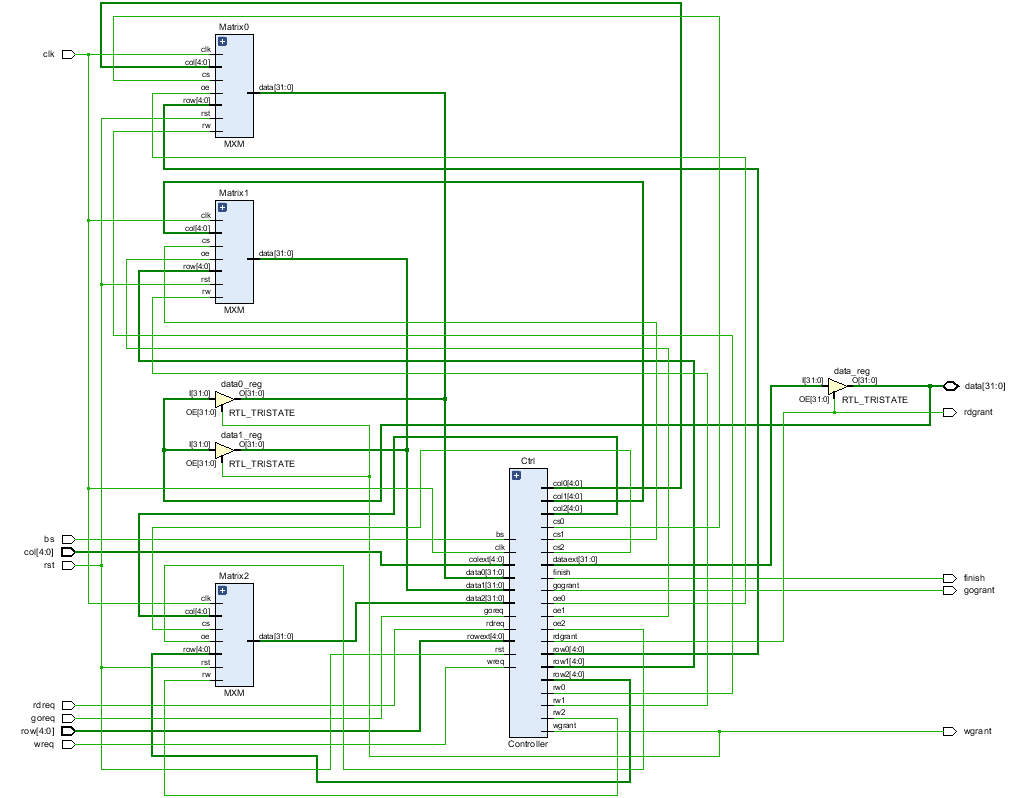 Matrix0
clk
clk
col[4:0]
cs
oe
row[4:0]
rst
rw
data[31:0]
MXM
Matrix1
clk
col[4:0]
cs
oe
row[4:0]
rst
rw
data[31:0]
MXM
data0_reg
I[31:0]
O[31:0]
OE[31:0]
RTL_TRISTATE
data1_reg
I[31:0]
O[31:0]
OE[31:0]
RTL_TRISTATE
data_reg
I[31:0]
O[31:0]
OE[31:0]
RTL_TRISTATE
data[31:0]
rdgrant
Ctrl
bs
clk
colext[4:0]
data0[31:0]
data1[31:0]
data2[31:0]
goreq
rdreq
rowext[4:0]
rst
wreq
col0[4:0]
col1[4:0]
col2[4:0]
cs0
cs1
cs2
dataext[31:0]
finish
gogrant
oe0
oe1
oe2
rdgrant
row0[4:0]
row1[4:0]
row2[4:0]
rw0
rw1
rw2
wgrant
Controller
bs
col[4:0]
rst
Matrix2
clk
col[4:0]
cs
oe
row[4:0]
rst
rw
data[31:0]
MXM
finish
gogrant
rdreq
goreq
row[4:0]
wreq
wgrant